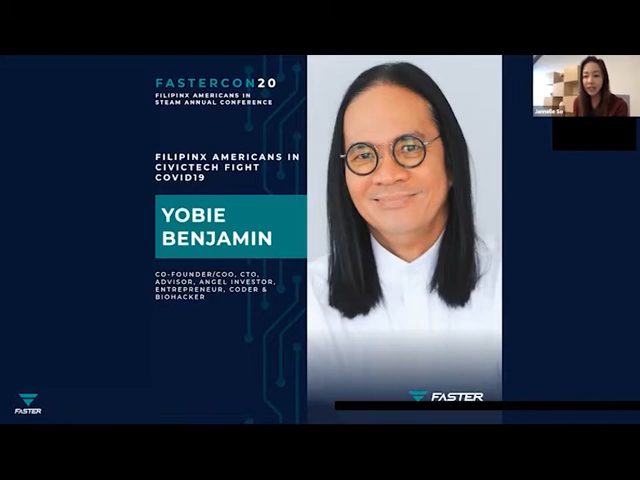 FASTERCON20
FILIPINX AMERICANS IN
STEAM ANNUAL CONFERENCE
FILIPINX AMERICANS IN
CIVICTECH FIGHT
COVID19
YOBIE
BENJAMIN
CO-FOUNDER/COO, CTO,
ADVISOR, ANGEL INVESTOR,
ENTREPRENEUR, CODER &
BIOHACKER
FASTER
FASTER